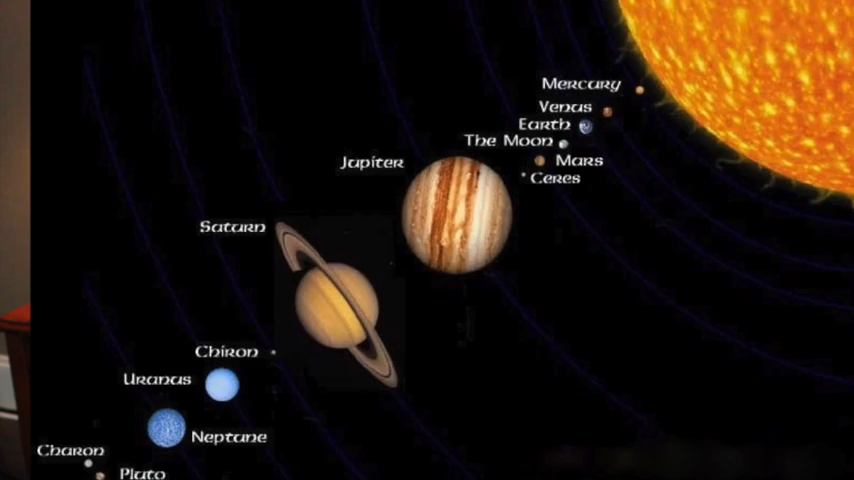 Mercury
Venus
Earth
The Moon
Mars
Jupiter
Ceres
Saturn
Chiron
Uranus
Neptune
Charon
Pluto